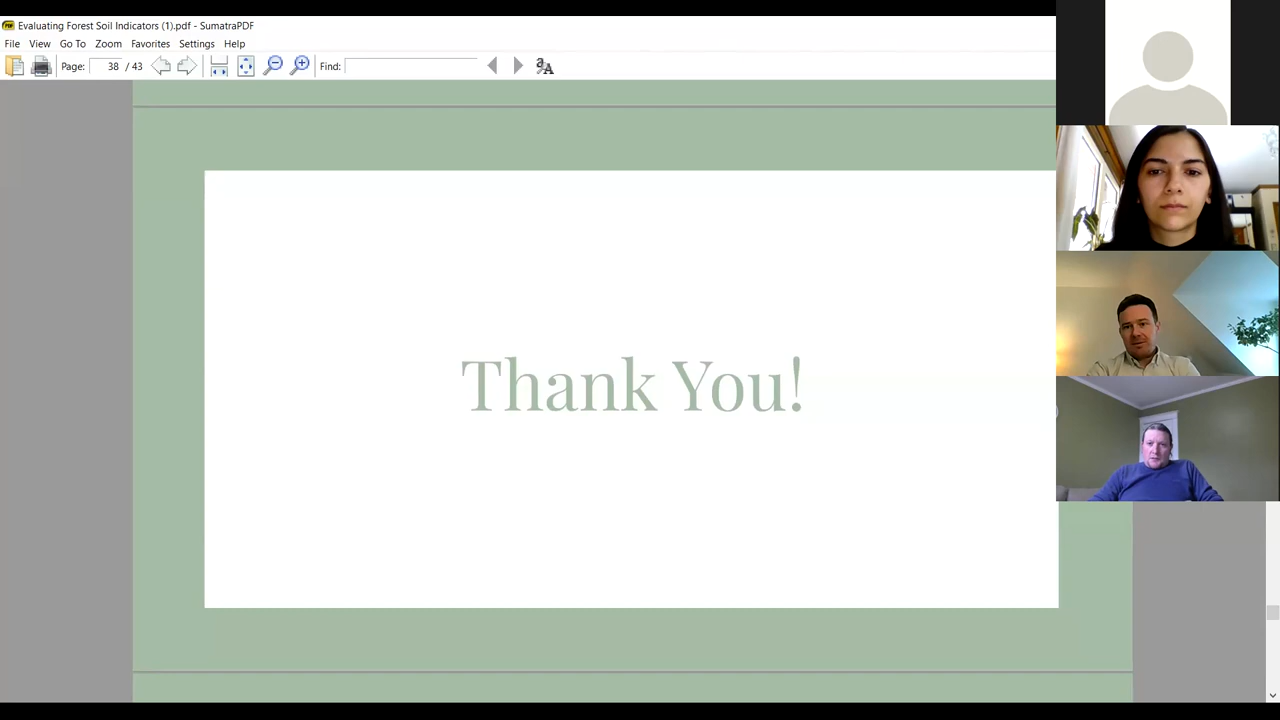 Evaluating Forest Soil Indicators (1).pdf - SumatraPDF
File View Go To Zoom Favorites Settings Help
Page: 38 / 43 Find:
Thank You!